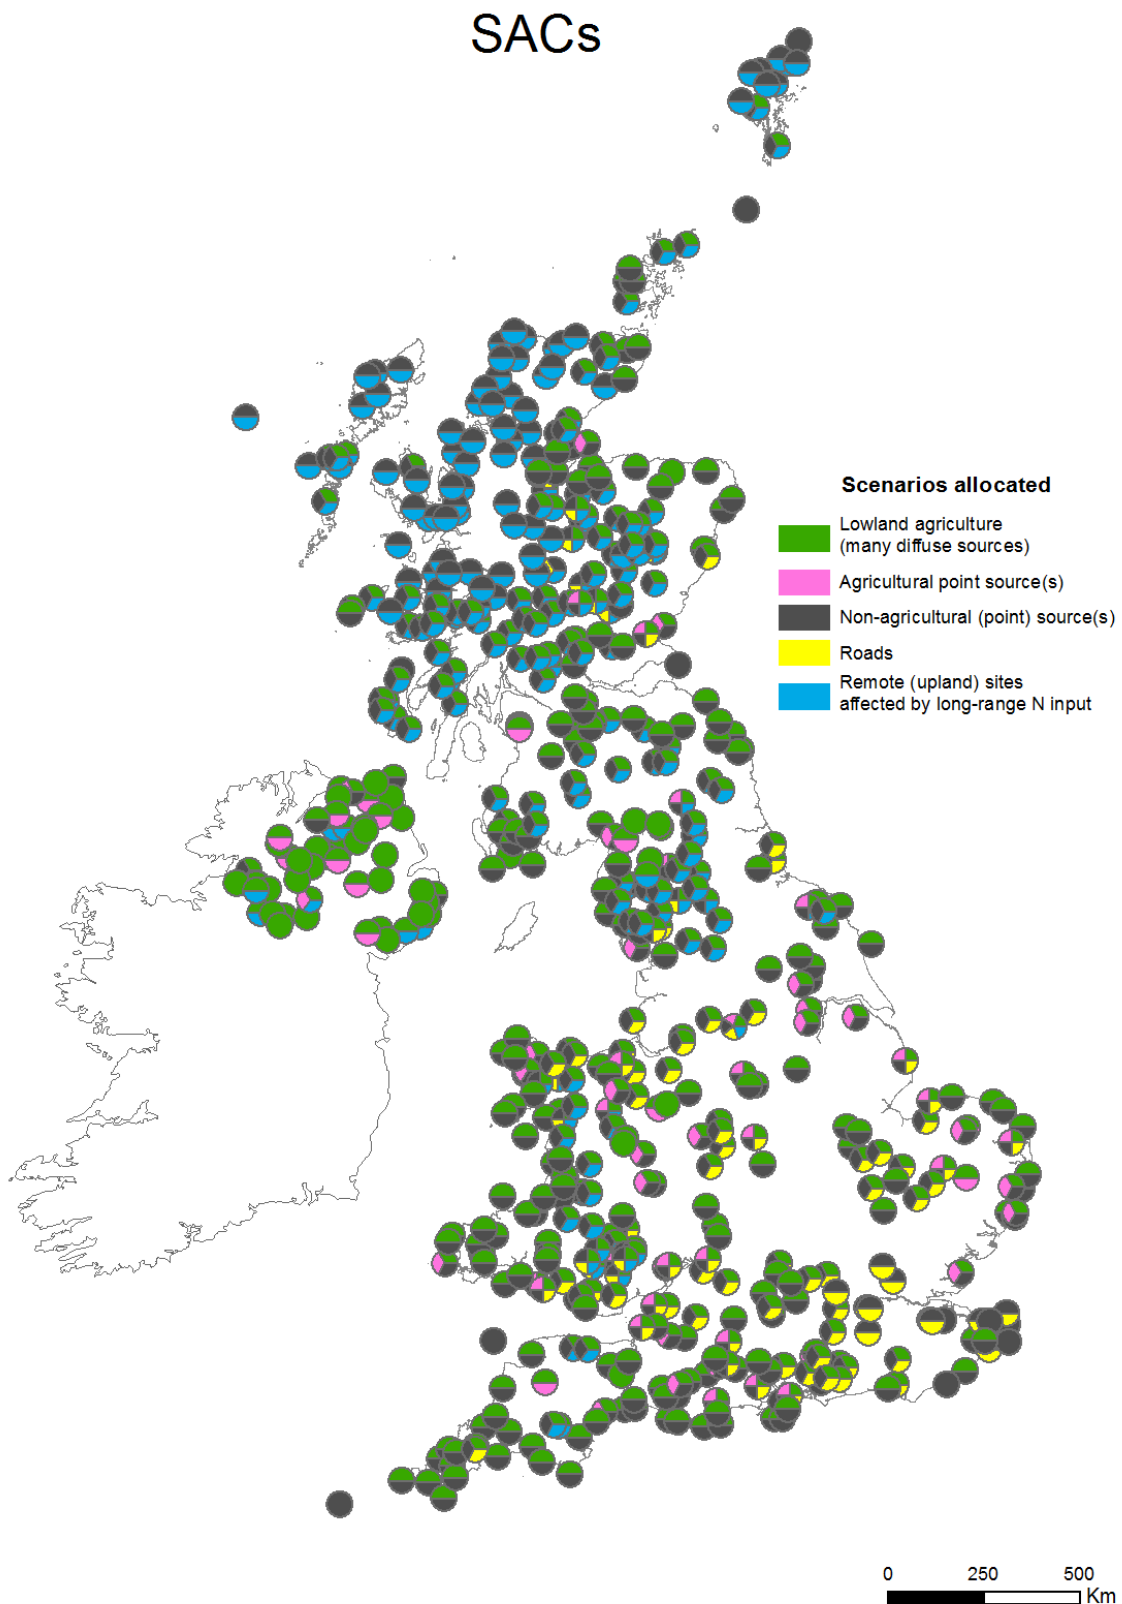 SACs
Scenarios allocated
Lowland agriculture
(many diffuse sources)
Agricultural point source(s)
Non-agricultural (point) source(s)
Roads
Remote (upland) sites
affected by long-range N input
0 250 500
Km